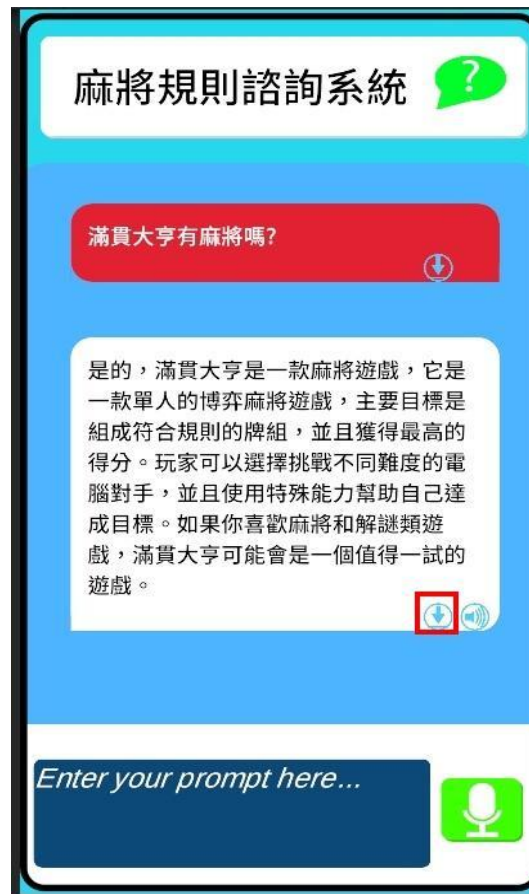 麻將規則諮詢系統 ?
滿貫大亨有麻將嗎?
是的，滿貫大亨是一款麻將遊戲，它是
一款單人的博弈麻將遊戲，主要目標是
組成符合規則的牌組，並且獲得最高的
得分。玩家可以選擇挑戰不同難度的電
腦對手，並且使用特殊能力幫助自己達
成目標。如果你喜歡麻將和解謎類遊
戲，滿貫大亨可能會是一個值得一試的
遊戲。
Enter your prompt here...